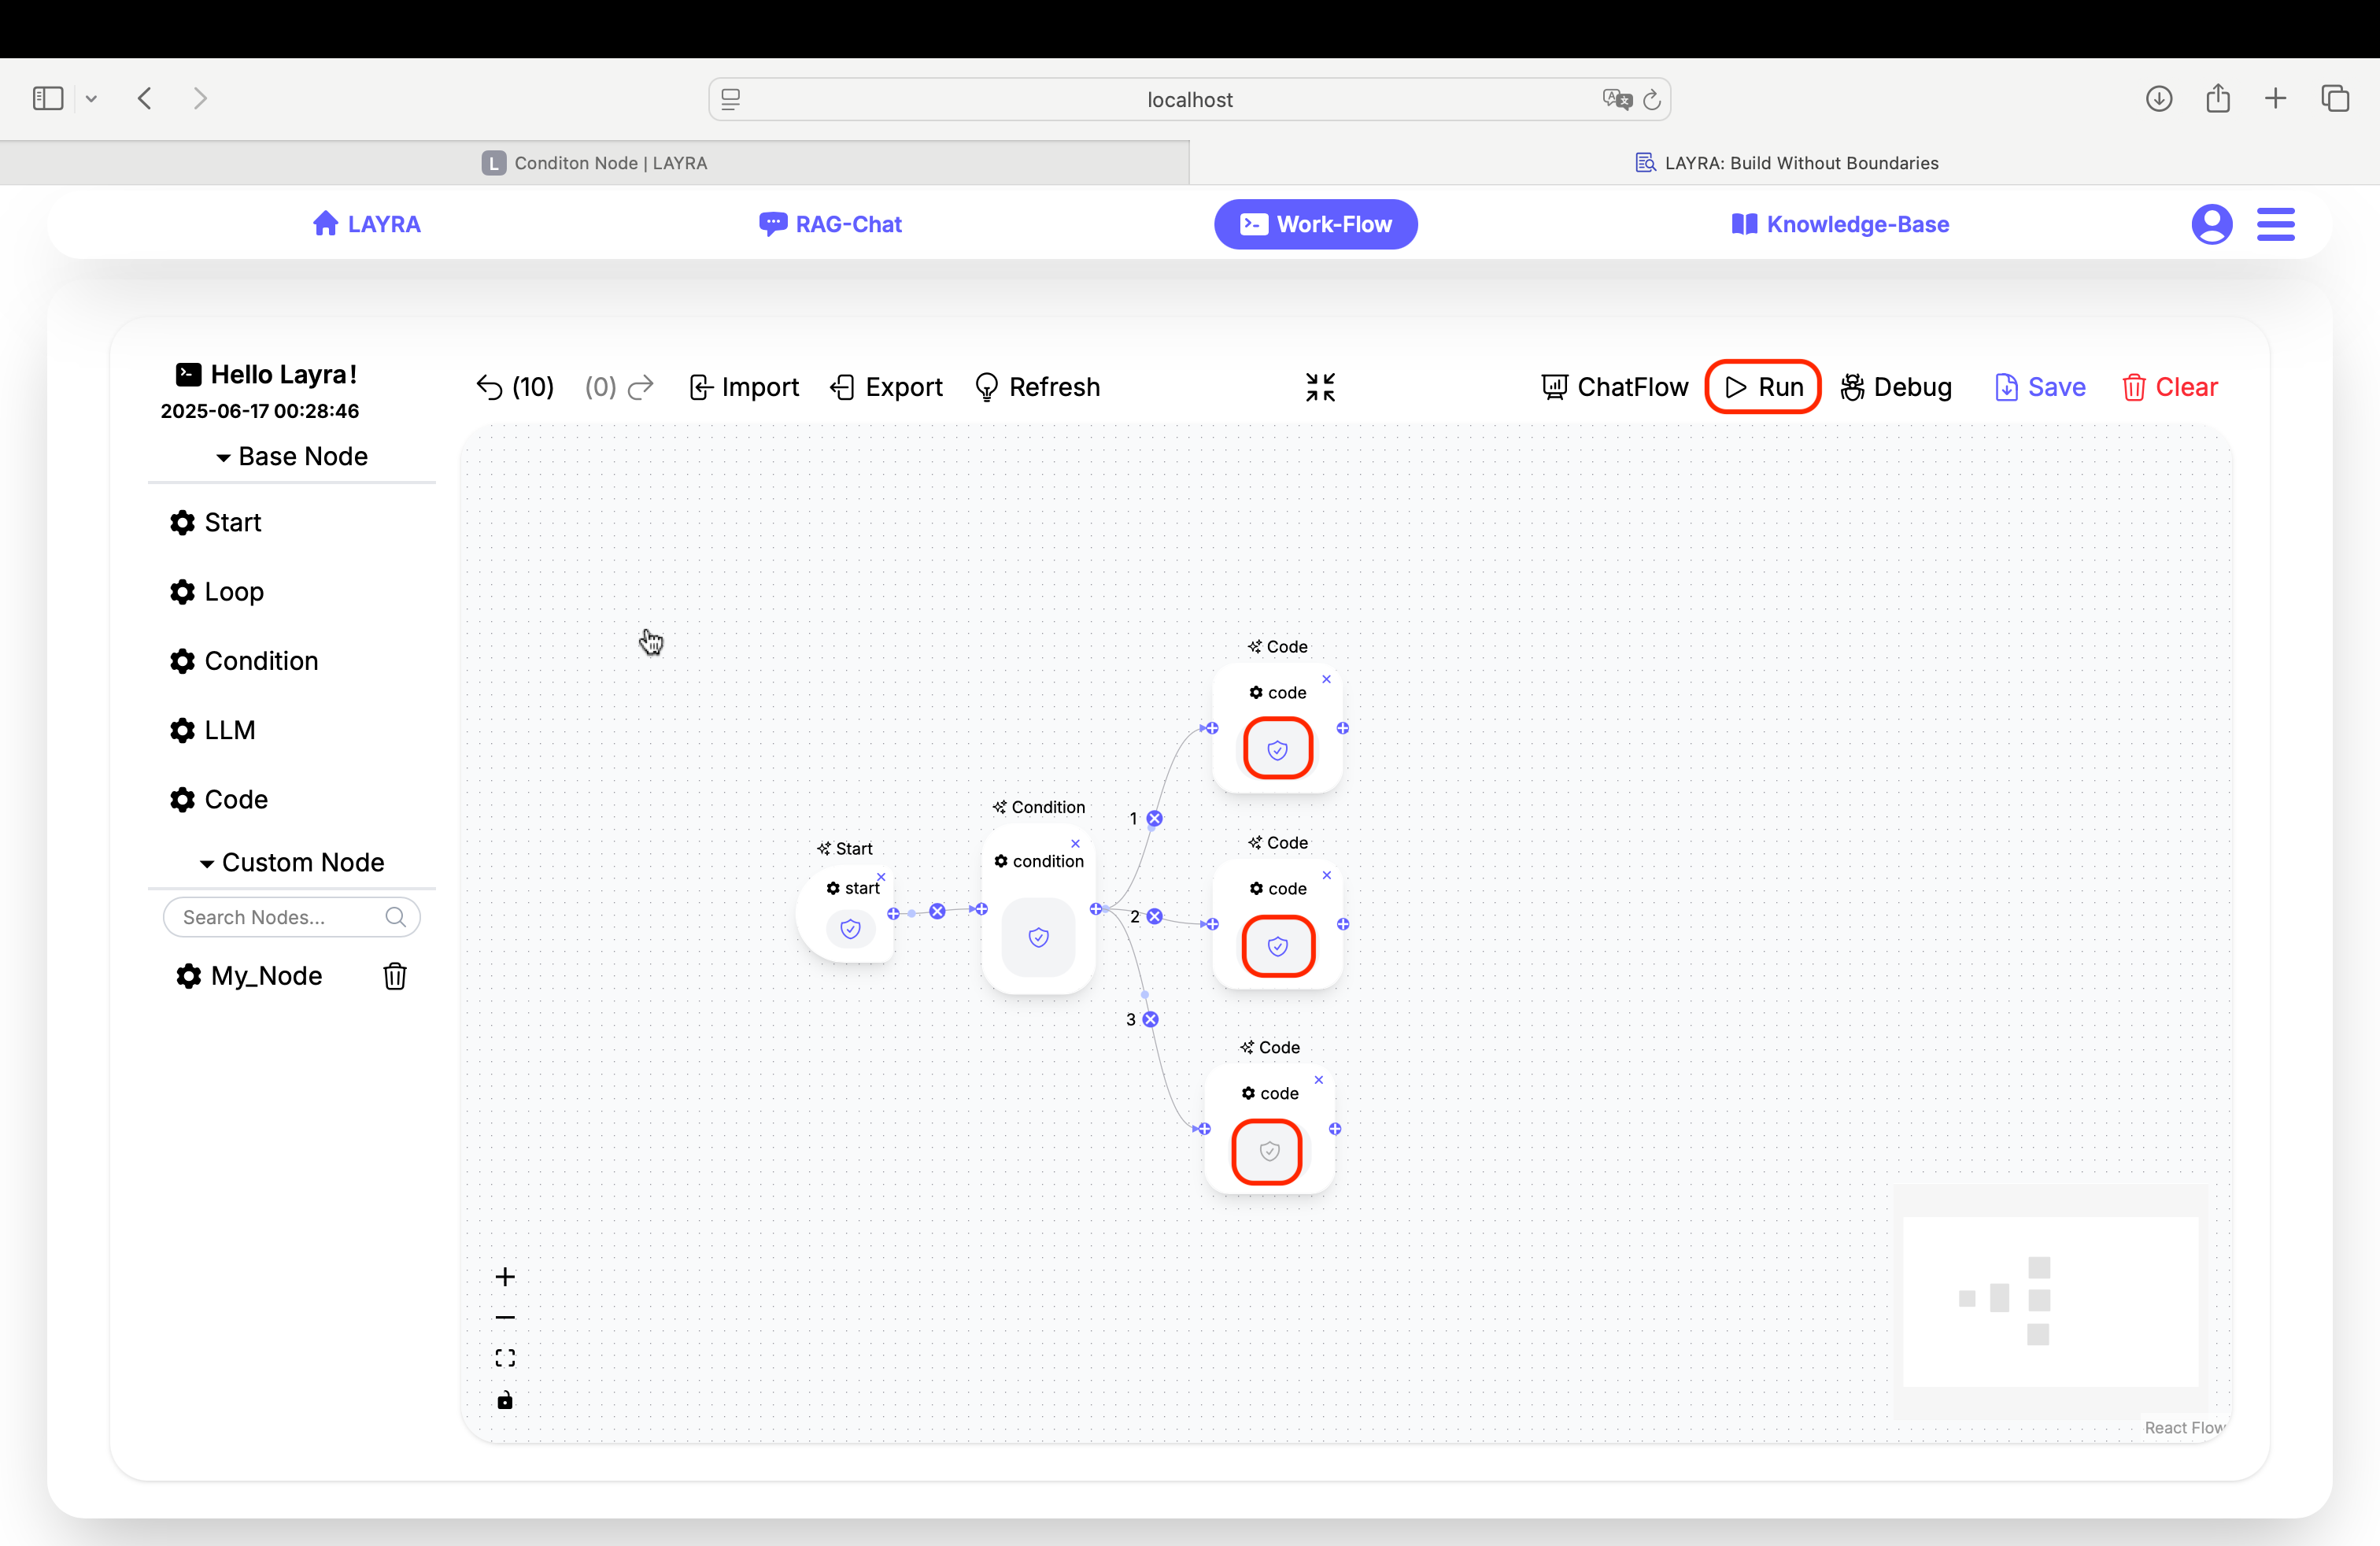 localhost
L Conditon Node | LAYRA
LAYRA: Build Without Boundaries
LAYRA
RAG-Chat
Work-Flow
Knowledge-Base
Hello Layra!
2025-06-17 00:28:46
(10)
(0)
Import
Export
Refresh
ChatFlow
Run
Debug
Save
Clear
Base Node
Start
Loop
Condition
LLM
Code
Custom Node
Search Nodes...
My_Node
Start
start
Condition
condition
1
2
3
Code
code
Code
code
Code
code
React Flow